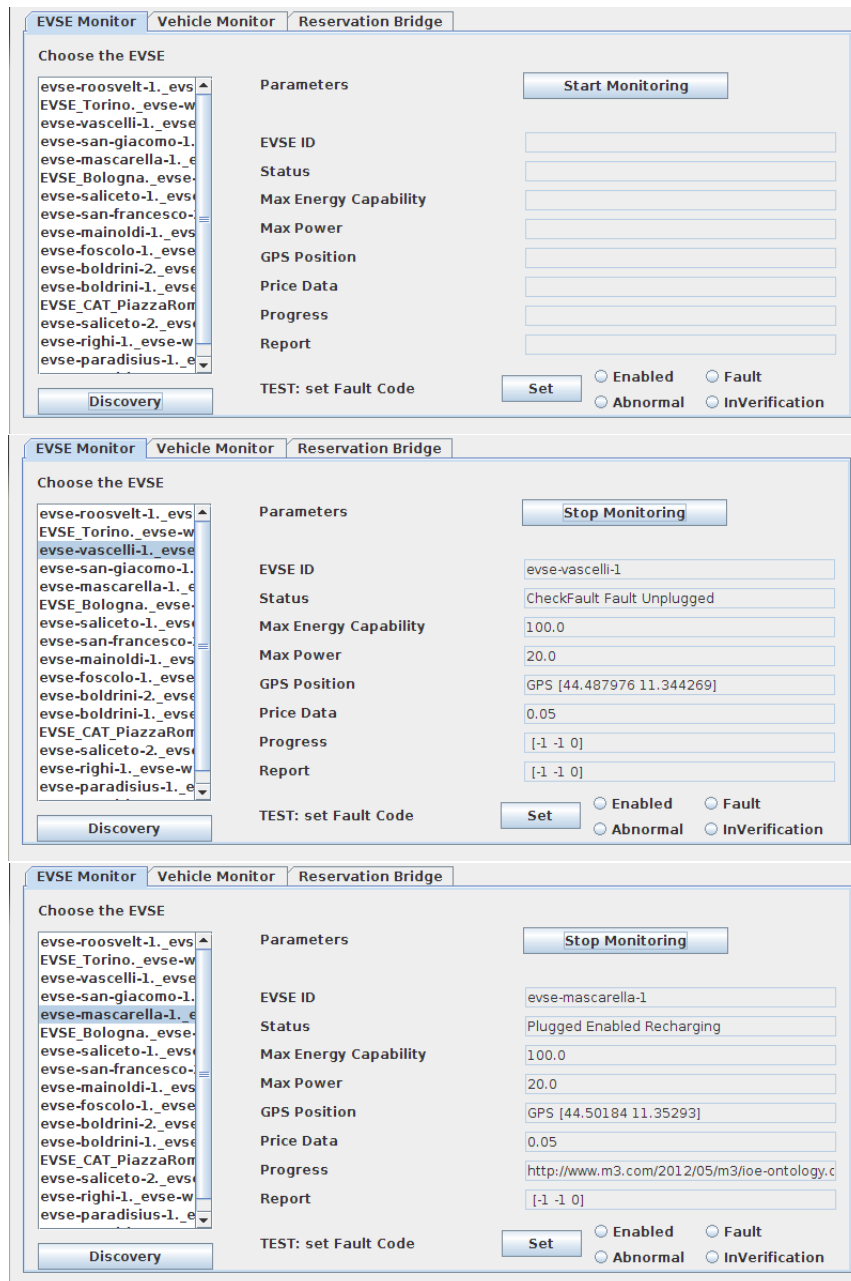 EVSE Monitor Vehicle Monitor Reservation Bridge
Choose the EVSE
evse-roosvelt-1._evs
EVSE_Torino._evse-w
evse-vascelli-1._evse
evse-san-giacomo-1.
evse-mascarella-1._e
EVSE_Bologna._evse-
evse-saliceto-1._evs
evse-san-francesco-
evse-mainoldi-1._evs
evse-foscolo-1._evse
evse-boldrini-2._evse
evse-boldrini-1._evse
EVSE_CAT_PiazzaRom
evse-saliceto-2._evs
evse-righi-1._evse-w
evse-paradisius-1._e
Discovery
Parameters Start Monitoring
EVSE ID
Status
Max Energy Capability
Max Power
GPS Position
Price Data
Progress
Report
TEST: set Fault Code Set Enabled Fault
Abnormal InVerification
EVSE Monitor Vehicle Monitor Reservation Bridge
Choose the EVSE
evse-roosvelt-1._evs
EVSE_Torino._evse-w
evse-vascelli-1._evse
evse-san-giacomo-1.
evse-mascarella-1._e
EVSE_Bologna._evse-
evse-saliceto-1._evs
evse-san-francesco-
evse-mainoldi-1._evs
evse-foscolo-1._evse
evse-boldrini-2._evse
evse-boldrini-1._evse
EVSE_CAT_PiazzaRom
evse-saliceto-2._evs
evse-righi-1._evse-w
evse-paradisius-1._e
Discovery
Parameters Stop Monitoring
EVSE ID evse-vascelli-1
Status CheckFault Fault Unplugged
Max Energy Capability 100.0
Max Power 20.0
GPS Position GPS [44.487976 11.344269]
Price Data 0.05
Progress [-1 -1 0]
Report [-1 -1 0]
TEST: set Fault Code Set Enabled Fault
Abnormal InVerification
EVSE Monitor Vehicle Monitor Reservation Bridge
Choose the EVSE
evse-roosvelt-1._evs
EVSE_Torino._evse-w
evse-vascelli-1._evse
evse-san-giacomo-1.
evse-mascarella-1._e
EVSE_Bologna._evse-
evse-saliceto-1._evs
evse-san-francesco-
evse-mainoldi-1._evs
evse-foscolo-1._evse
evse-boldrini-2._evse
evse-boldrini-1._evse
EVSE_CAT_PiazzaRom
evse-saliceto-2._evs
evse-righi-1._evse-w
evse-paradisius-1._e
Discovery
Parameters Stop Monitoring
EVSE ID evse-mascarella-1
Status Plugged Enabled Recharging
Max Energy Capability 100.0
Max Power 20.0
GPS Position GPS [44.50184 11.35293]
Price Data 0.05
Progress http://www.m3.com/2012/05/m3/ioe-ontology.o
Report [-1 -1 0]
TEST: set Fault Code Set Enabled Fault
Abnormal InVerification